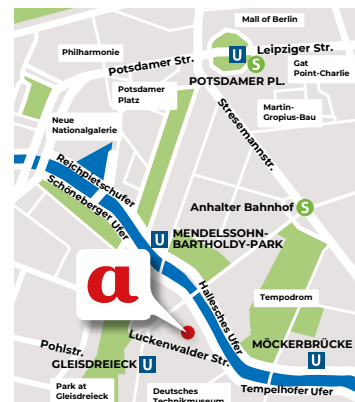 Mall of Berlin
Philharmonie
Potsdamer Str.
U
Leipziger Str.
S
POTSDAMER PL.
Gat
Point-Charlie
Potsdamer
Platz
Stresemannstr.
Martin-
Gropius-Bau
Neue
Nationalgalerie
Reichpietschufer
Schöneberger Ufer
Anhalter Bahnhof S
U MENDELSSOHN-
BARTHOLDY-PARK
a
Hallesches Ufer
Tempodrom
Luckenwalder Str.
MÖCKERBRÜCKE
U
Pohlstr.
GLEISDREIECK U
Park at
Gleisdreieck
Deutsches
Technikmuseum
Tempelhofer Ufer